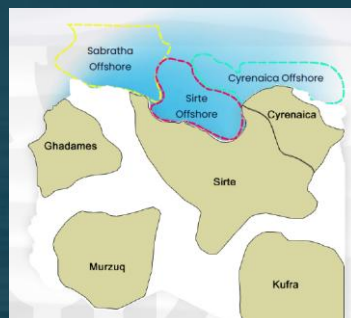 Sabratha
Offshore
Cyrenaica Offshore
Sirte
Offshore
Cyrenaica
Ghadames
Sirte
Murzuq
Kufra